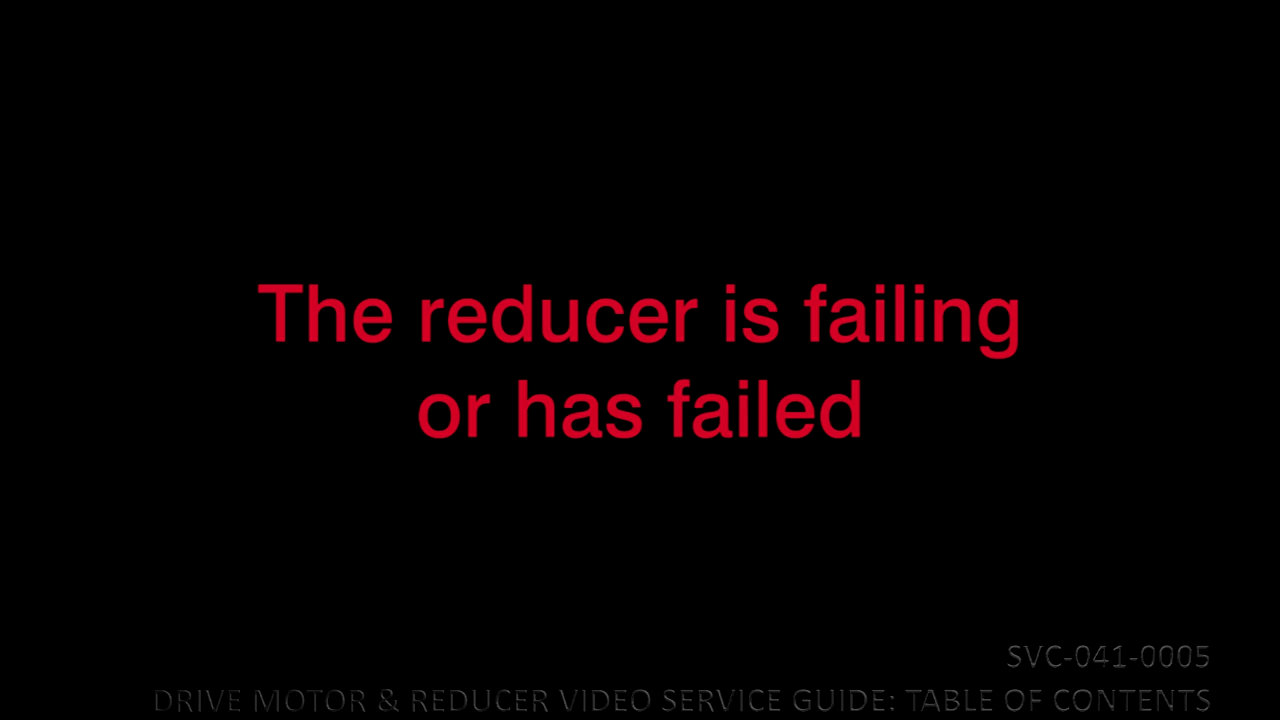 The reducer is failing
or has failed
SVC-041-0005
DRIVE MOTOR & REDUCER VIDEO SERVICE GUIDE: TABLE OF CONTENTS